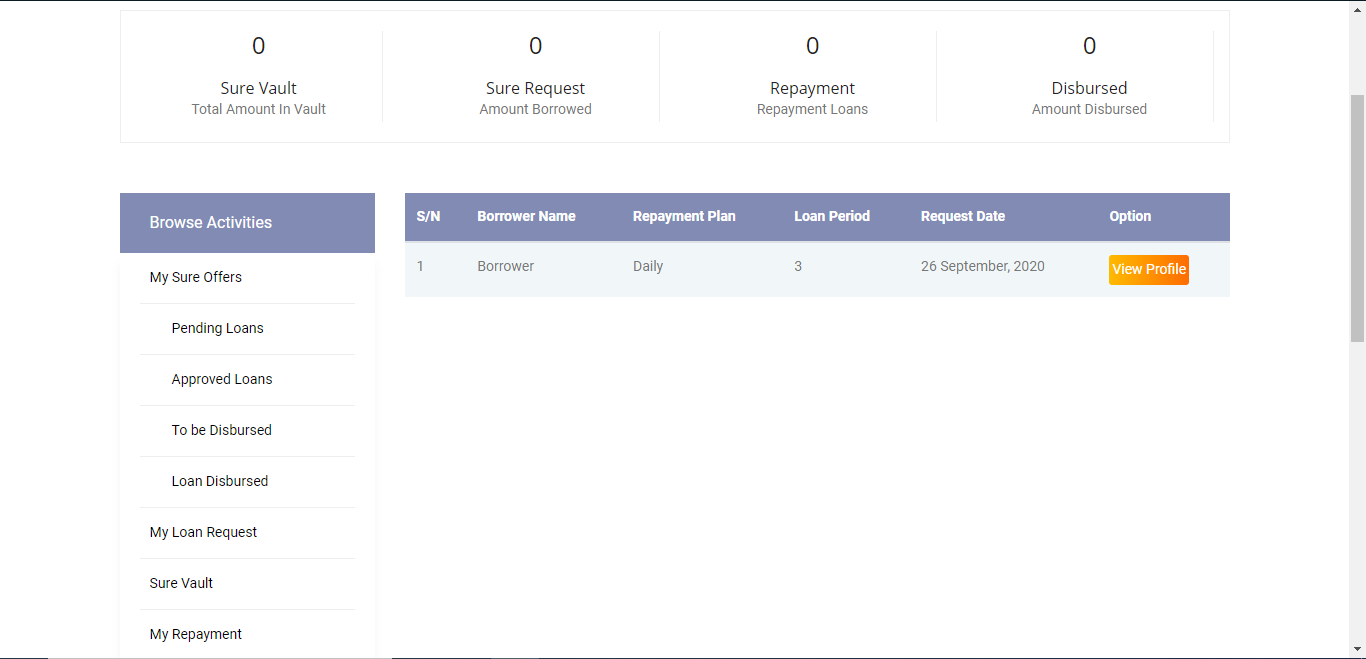 0 0 0 0
Sure Vault Sure Request Repayment Disbursed
Total Amount In Vault Amount Borrowed Repayment Loans Amount Disbursed
Browse Activities
My Sure Offers
Pending Loans
Approved Loans
To be Disbursed
Loan Disbursed
My Loan Request
Sure Vault
My Repayment
S/N Borrower Name Repayment Plan Loan Period Request Date Option
1 Borrower Daily 3 26 September, 2020 View Profile